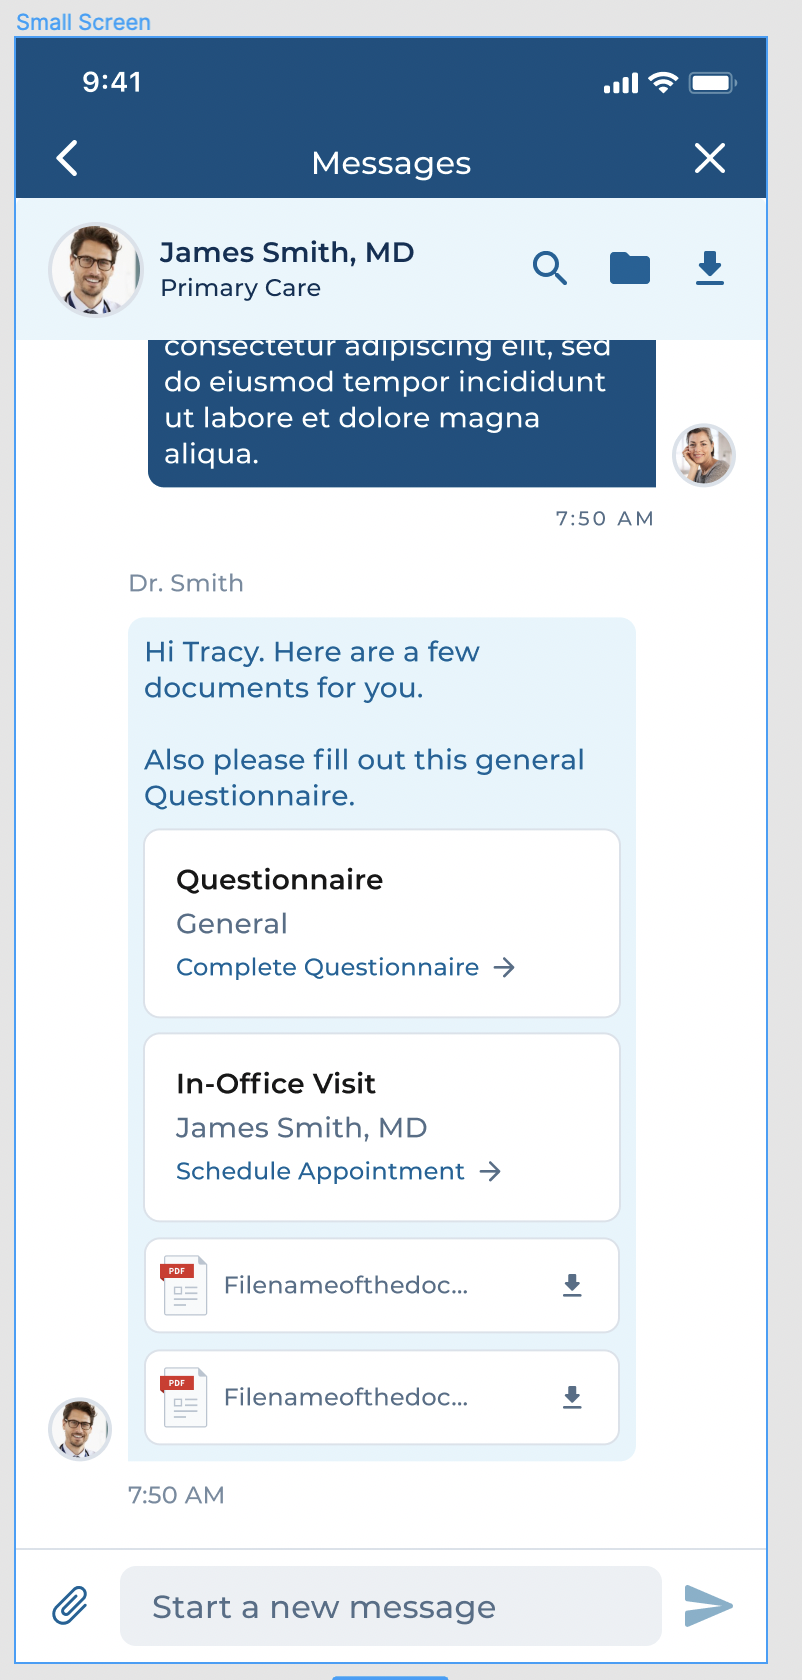 Small Screen
9:41
Messages
James Smith, MD
Primary Care
consectetur adipiscing elit, sed
do eiusmod tempor incididunt
ut labore et dolore magna
aliqua.
7:50 AM
Dr. Smith
Hi Tracy. Here are a few
documents for you.
Also please fill out this general
Questionnaire.
Questionnaire
General
Complete Questionnaire →
In-Office Visit
James Smith, MD
Schedule Appointment →
PDF
Filenameofthedoc...
PDF
Filenameofthedoc...
7:50 AM
Start a new message